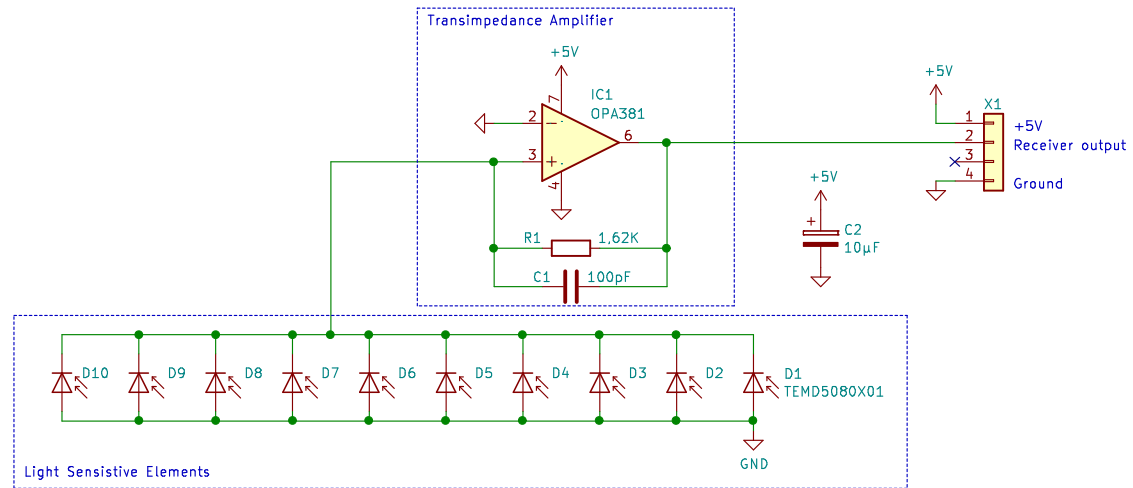 Transimpedance Amplifier
+5V
7
IC1
OPA381
2
3
6
4
+5V
X1
1
+5V
2
Receiver output
3
4
Ground
+5V
+
C2
10µF
R1
1,62K
C1
100pF
D10
D9
D8
D7
D6
D5
D4
D3
D2
D1
TEMD5080X01
GND
Light Sensistive Elements